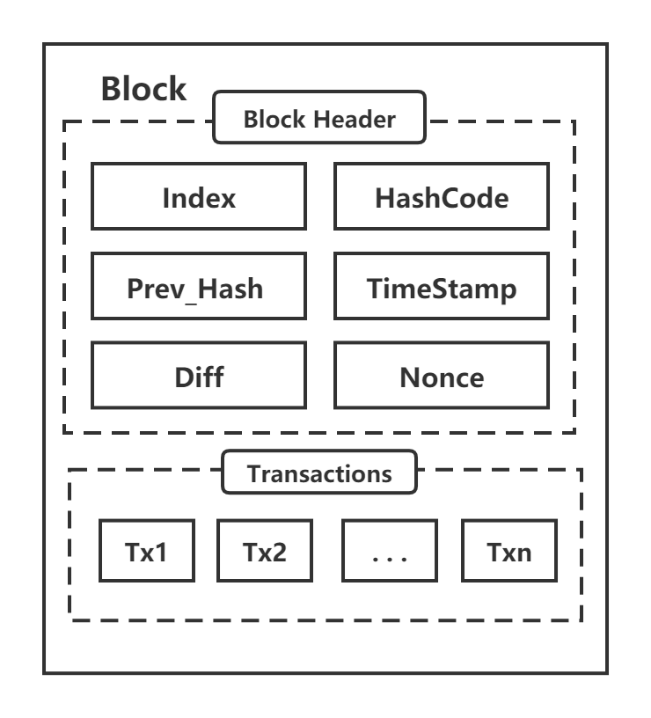 Block
Block Header
Index
HashCode
Prev_Hash
TimeStamp
Diff
Nonce
Transactions
Tx1
Tx2
...
Txn